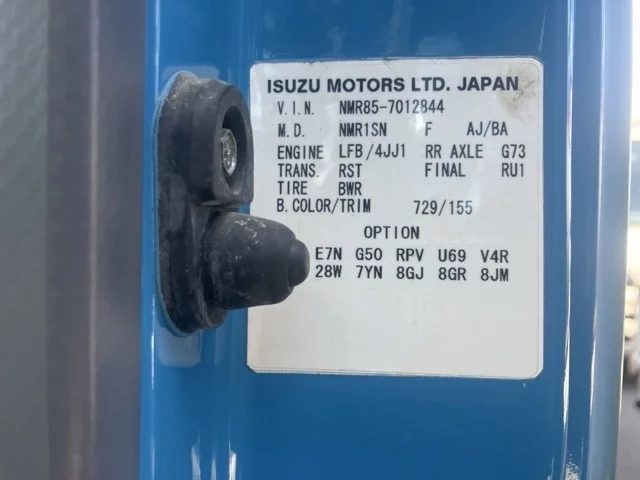 ISUZU MOTORS LTD. JAPAN
V.I.N. NMR85-7012844
M.D. NMR1SN F AJ/BA
ENGINE LFB/4JJ1 RR AXLE G73
TRANS. RST FINAL RU1
TIRE BWR
B.COLOR/TRIM 729/155
OPTION
E7N G50 RPV U69 V4R
28W 7YN 8GJ 8GR 8JM